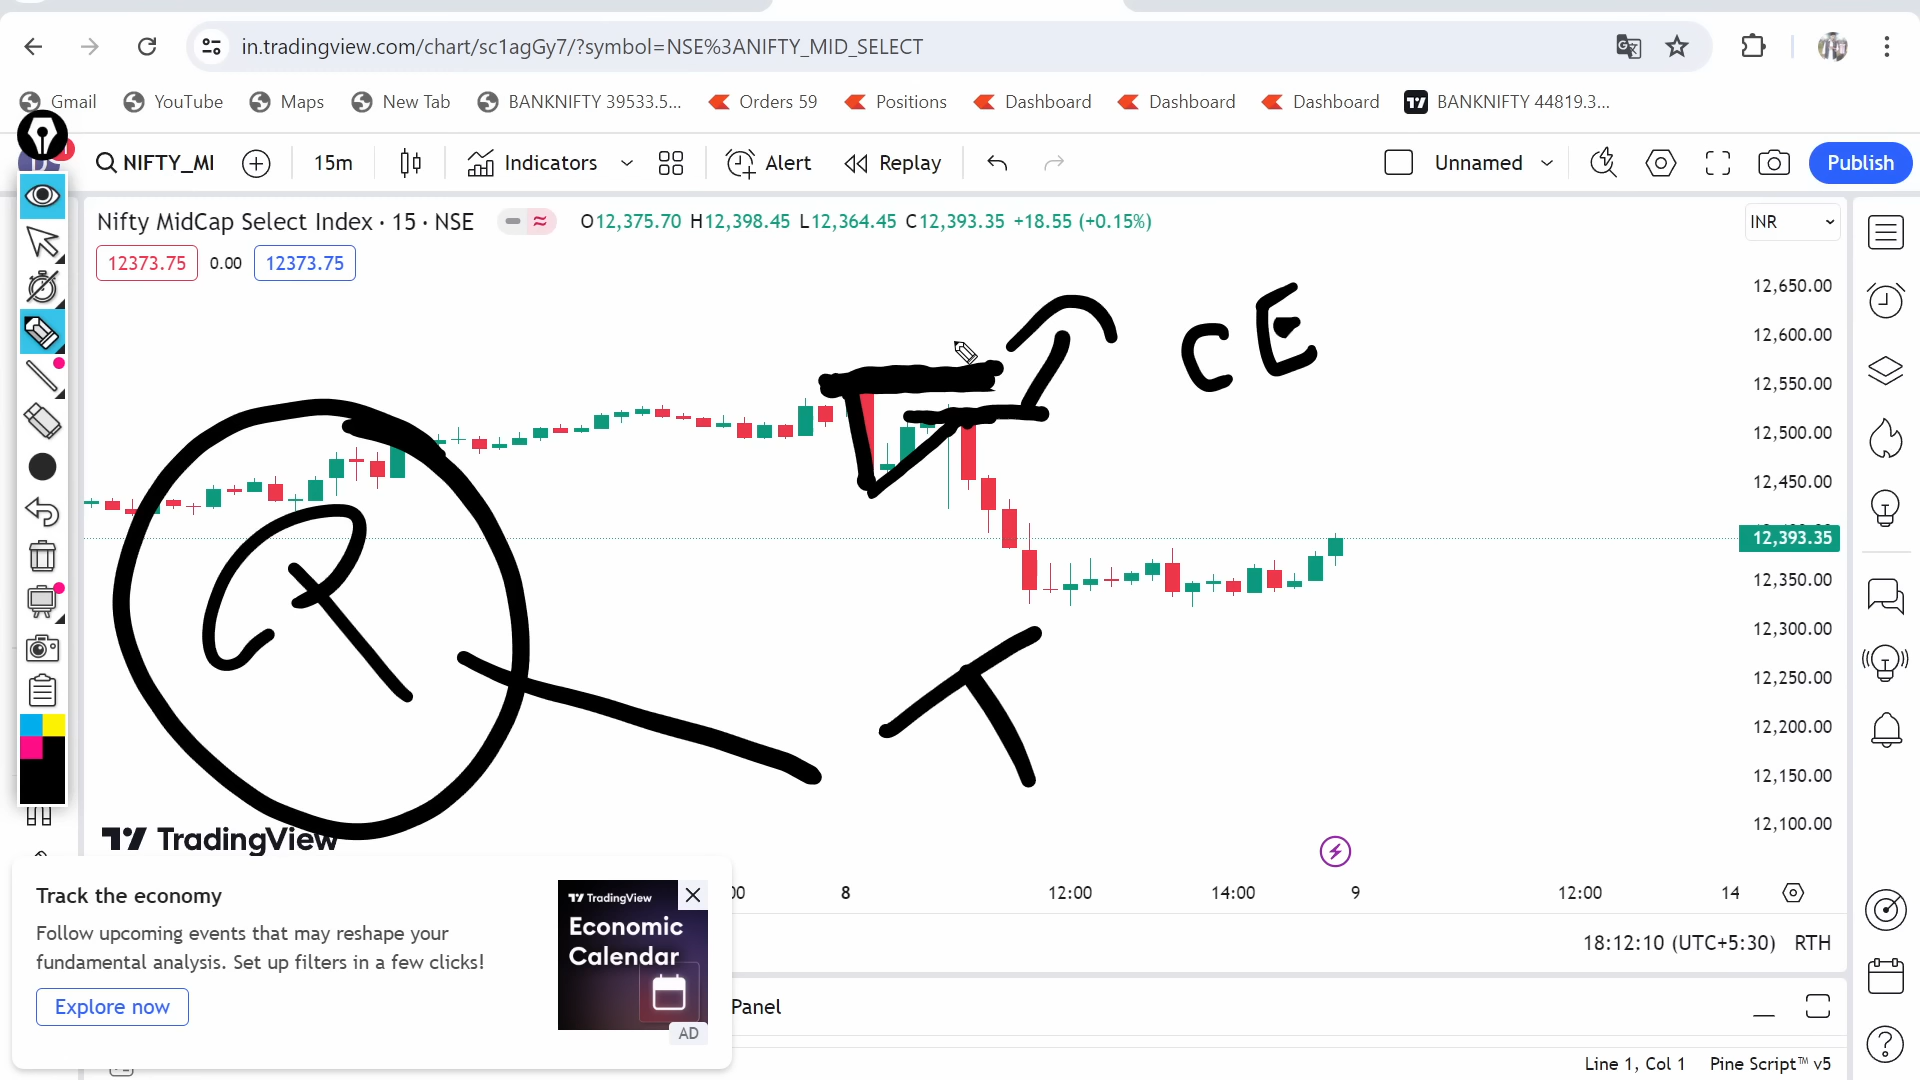 in.tradingview.com/chart/sc1agGy7/?symbol=NSE%3ANIFTY_MID_SELECT
Gmail YouTube Maps New Tab BANKNIFTY 39533.5... Orders 59 Positions Dashboard Dashboard Dashboard BANKNIFTY 44819.3...
NIFTY_MI 15m Indicators Alert Replay Unnamed Publish
Nifty MidCap Select Index · 15 · NSE O12,375.70 H12,398.45 L12,364.45 C12,393.35 +18.55 (+0.15%) INR
12373.75 0.00 12373.75
12,650.00
12,600.00
CE
12,550.00
12,500.00
12,450.00
12,393.35
12,350.00
R
12,300.00
12,250.00
T
12,200.00
12,150.00
12,100.00
TradingView
8 12:00 14:00 9 12:00 14
Track the economy
Follow upcoming events that may reshape your
fundamental analysis. Set up filters in a few clicks!
Explore now
TradingView
Economic
Calendar
AD
18:12:10 (UTC+5:30) RTH
Panel
Line 1, Col 1 Pine Script™ v5